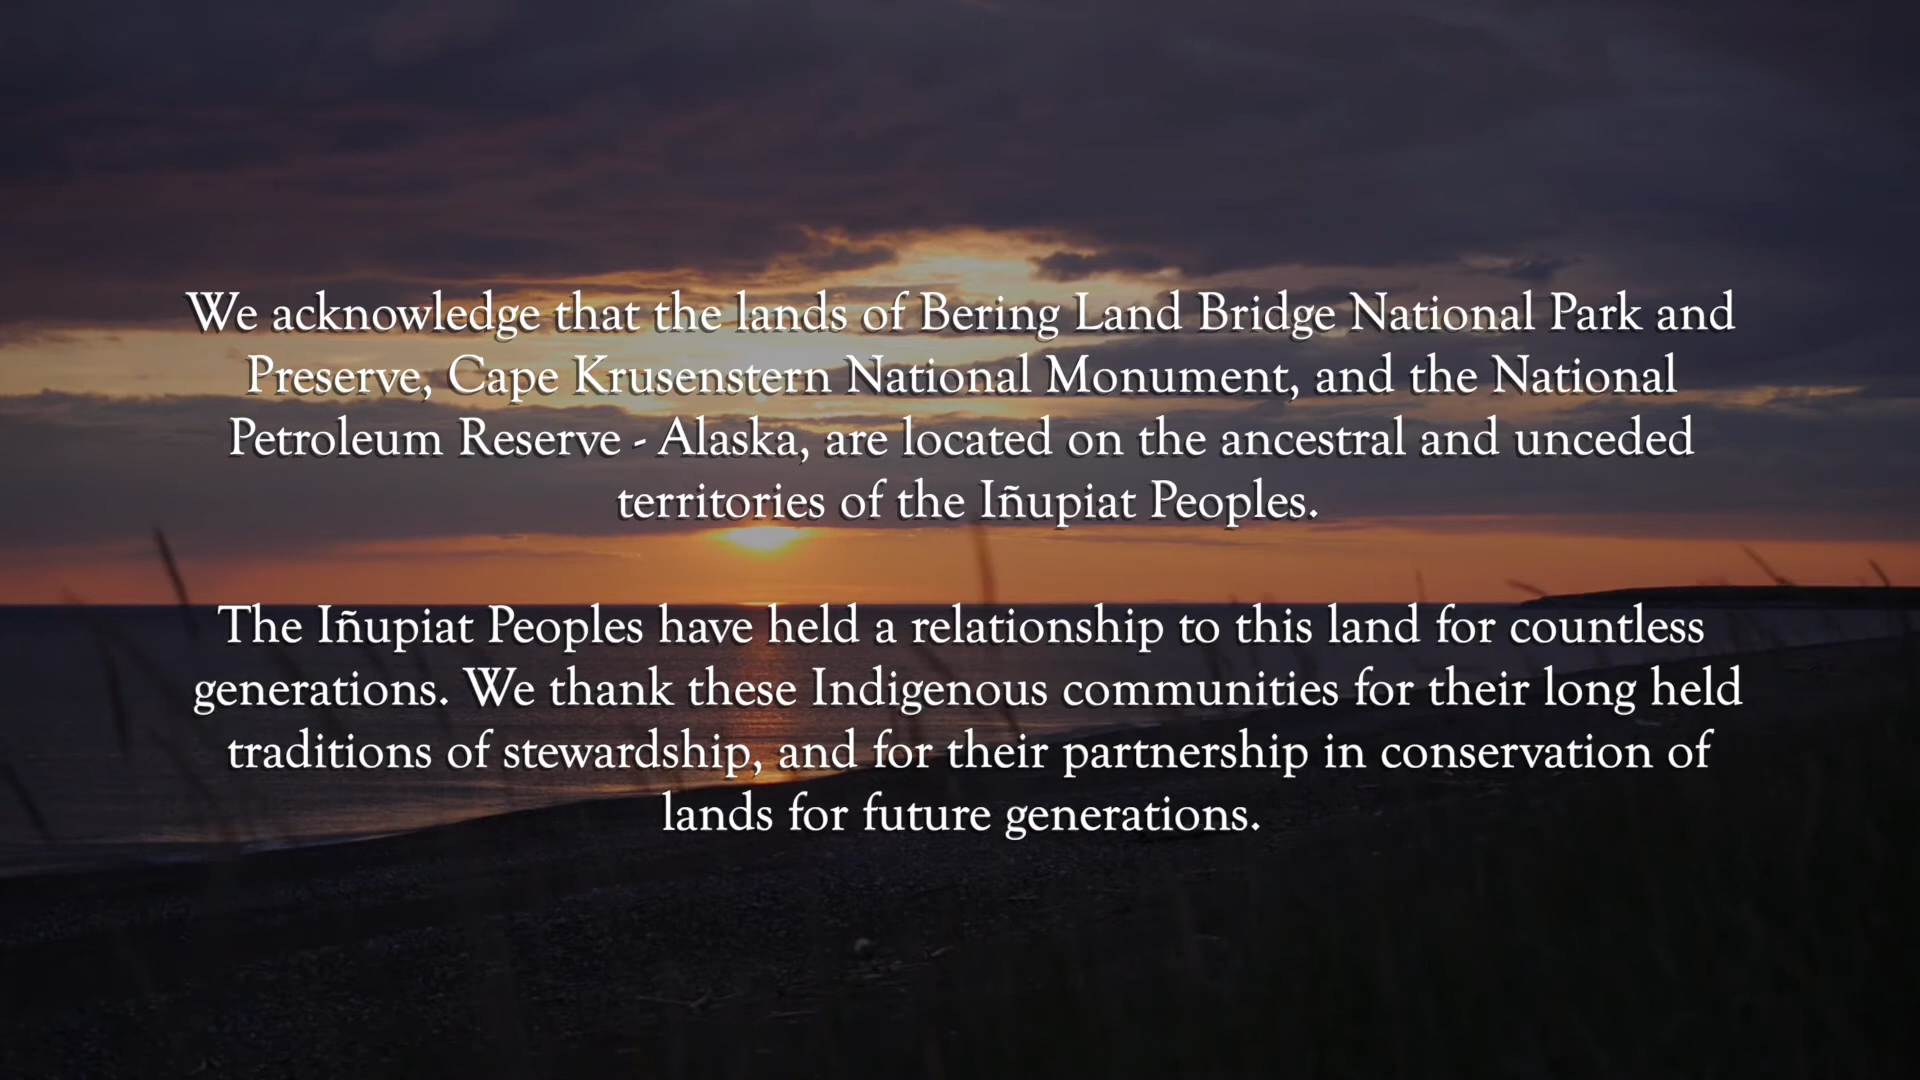 We acknowledge that the lands of Bering Land Bridge National Park and
Preserve, Cape Krusenstern National Monument, and the National
Petroleum Reserve - Alaska, are located on the ancestral and unceded
territories of the Iñupiat Peoples.
The Iñupiat Peoples have held a relationship to this land for countless
generations. We thank these Indigenous communities for their long held
traditions of stewardship, and for their partnership in conservation of
lands for future generations.